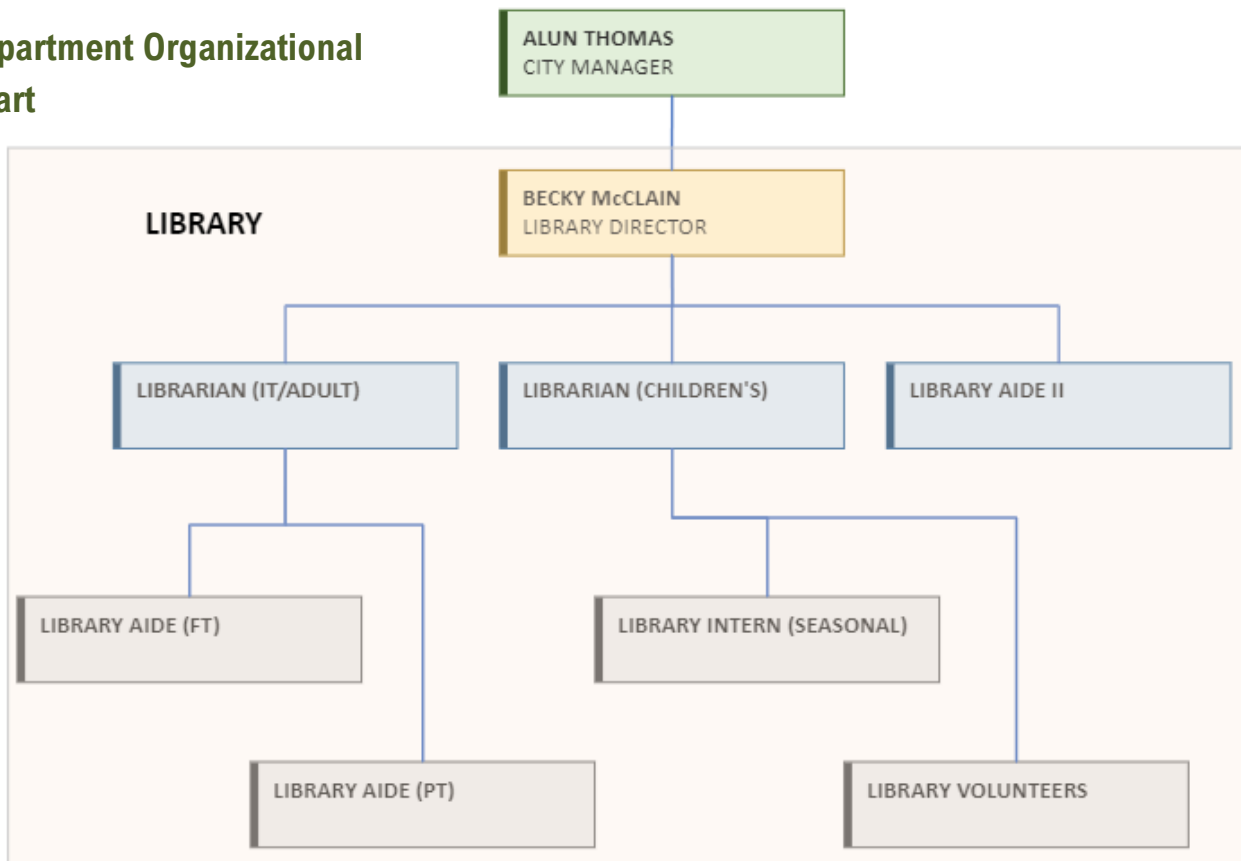 partment Organizational
art
ALUN THOMAS
CITY MANAGER
LIBRARY
BECKY McCLAIN
LIBRARY DIRECTOR
LIBRARIAN (IT/ADULT)
LIBRARIAN (CHILDREN'S)
LIBRARY AIDE II
LIBRARY AIDE (FT)
LIBRARY INTERN (SEASONAL)
LIBRARY AIDE (PT)
LIBRARY VOLUNTEERS